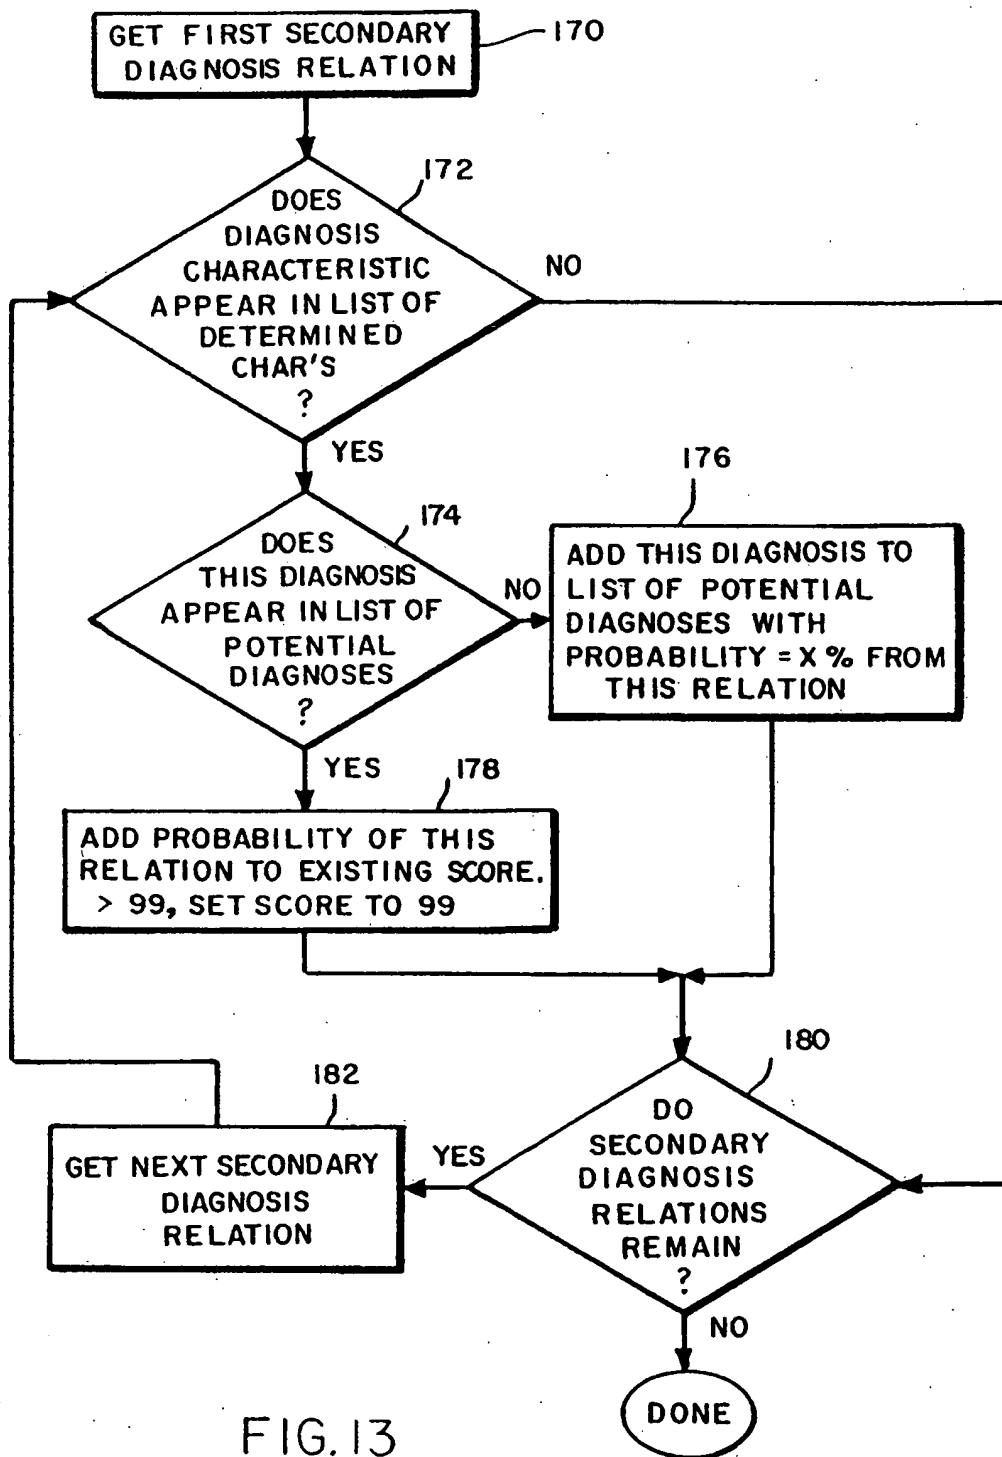 GET FIRST SECONDARY
DIAGNOSIS RELATION
170
172
DOES
DIAGNOSIS
CHARACTERISTIC
APPEAR IN LIST OF
DETERMINED
CHAR'S
?
NO
YES
174
DOES
THIS DIAGNOSIS
APPEAR IN LIST OF
POTENTIAL
DIAGNOSES
?
NO
176
ADD THIS DIAGNOSIS TO
LIST OF POTENTIAL
DIAGNOSES WITH
PROBABILITY = X % FROM
THIS RELATION
YES
178
ADD PROBABILITY OF THIS
RELATION TO EXISTING SCORE.
> 99, SET SCORE TO 99
180
DO
SECONDARY
DIAGNOSIS
RELATIONS
REMAIN
?
YES
182
GET NEXT SECONDARY
DIAGNOSIS
RELATION
NO
DONE
FIG. 13